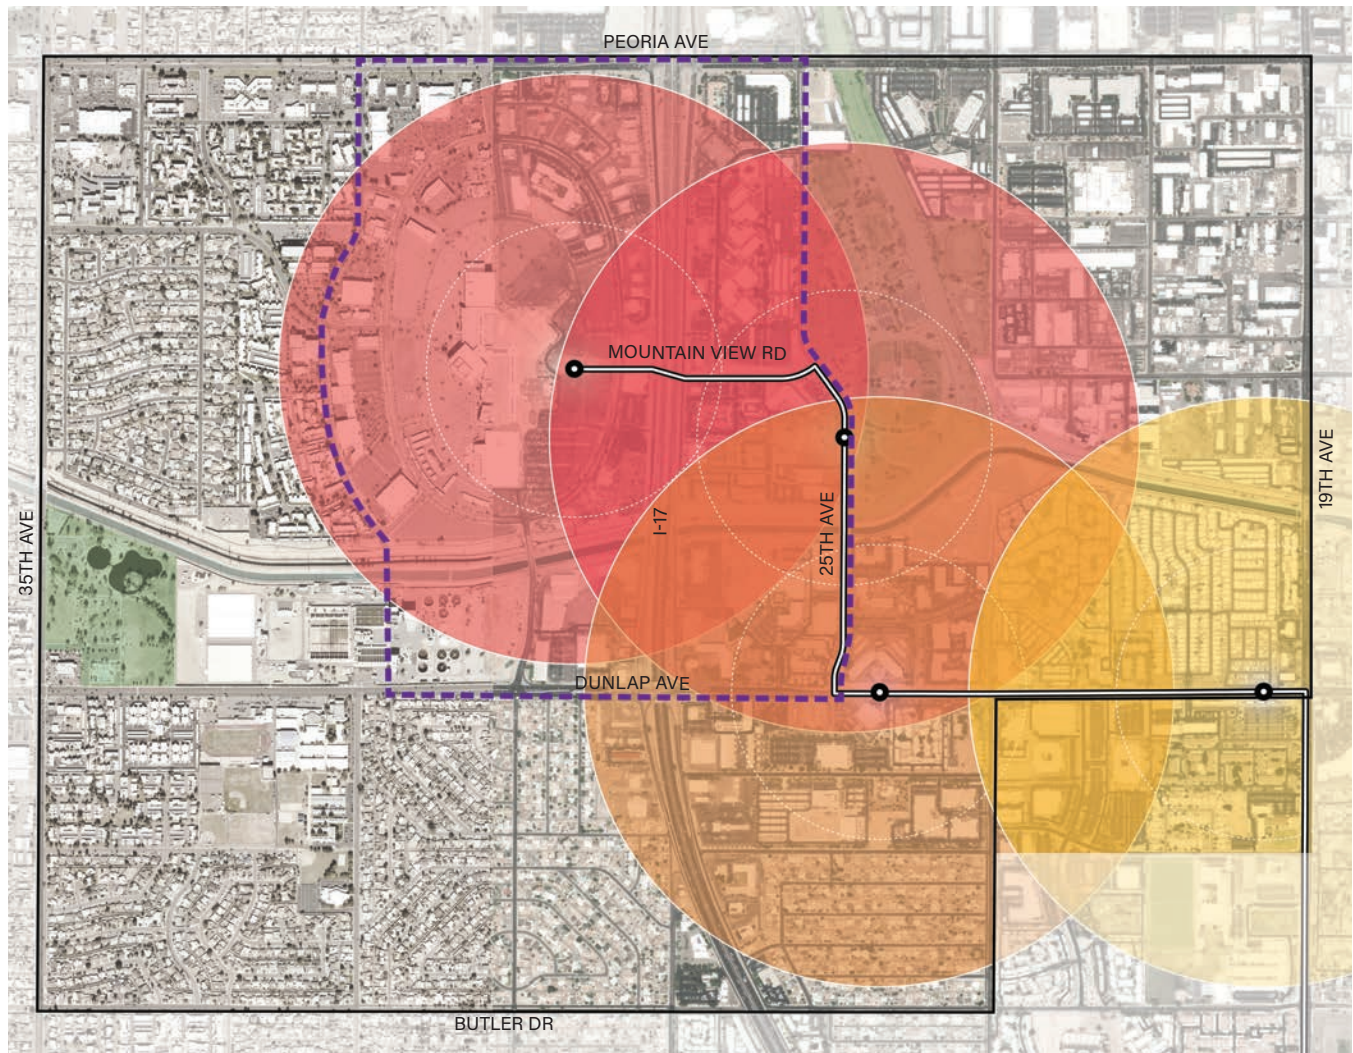 PEORIA AVE
MOUNTAIN VIEW RD
19TH AVE
I-17
25TH AVE
35TH AVE
DUNLAP AVE
BUTLER DR